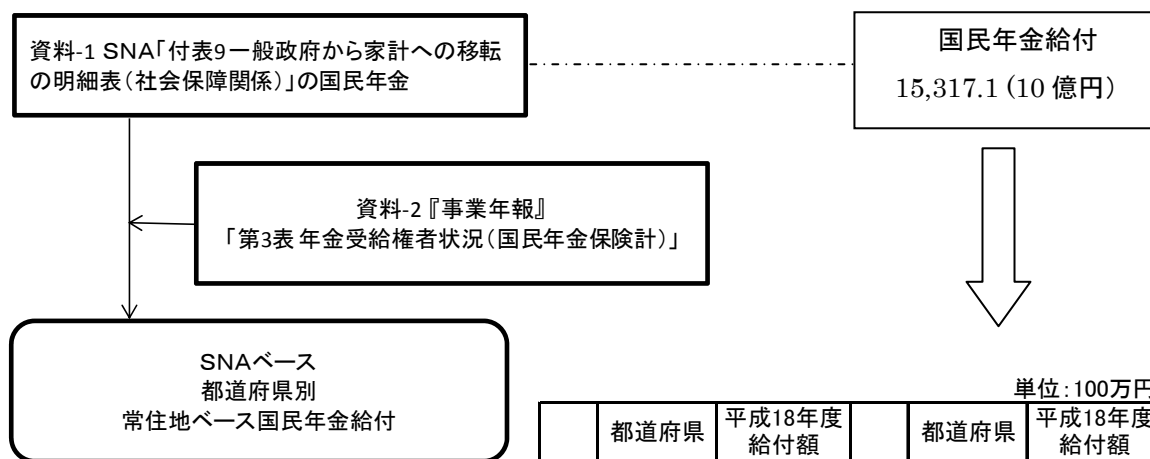 資料-1 SNA「付表9 一般政府から家計への移転
の明細表（社会保障関係）」の国民年金
国民年金給付
15,317.1 (10 億円）
資料-2 『事業年報』
「第3表 年金受給権者状況（国民年金保険計）」
SNAベース
都道府県別
常住地ベース国民年金給付
単位：100万円
都道府県
平成18年度
給付額
都道府県
平成18年度
給付額